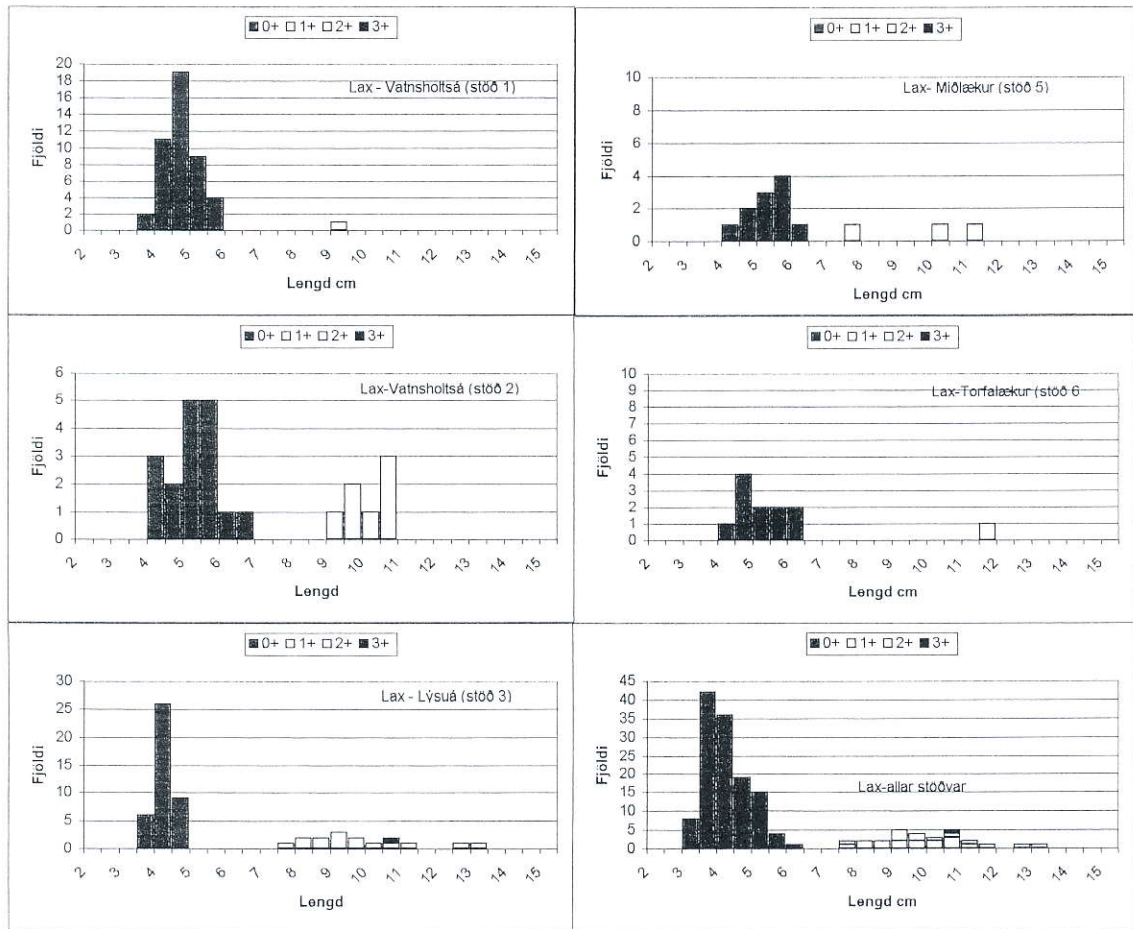 0+ 1+ 2+ 3+
Lax - Vatnsholtsá (stöð 1)
Fjöldi
20
18
16
14
12
10
8
6
4
2
0
2 3 4 5 6 7 8 9 10 11 12 13 14 15
Lengd cm
0+ 1+ 2+ 3+
Lax- Miðlækur (stöð 5)
Fjöldi
10
8
6
4
2
0
2 3 4 5 6 7 8 9 10 11 12 13 14 15
Lengd cm
0+ 1+ 2+ 3+
Lax-Vatnsholtsá (stöð 2)
Fjöldi
6
5
4
3
2
1
0
2 3 4 5 6 7 8 9 10 11 12 13 14 15
Lengd
0+ 1+ 2+ 3+
Lax-Torfalækur (stöð 6
Fjöldi
10
9
8
7
6
5
4
3
2
1
0
2 3 4 5 6 7 8 9 10 11 12 13 14 15
Lengd cm
0+ 1+ 2+ 3+
Lax - Lýsuá (stöð 3)
Fjöldi
30
25
20
15
10
5
0
2 3 4 5 6 7 8 9 10 11 12 13 14 15
Lengd
0+ 1+ 2+ 3+
Lax-allar stöðvar
Fjöldi
45
40
35
30
25
20
15
10
5
0
2 3 4 5 6 7 8 9 10 11 12 13 14 15
Lengd cm